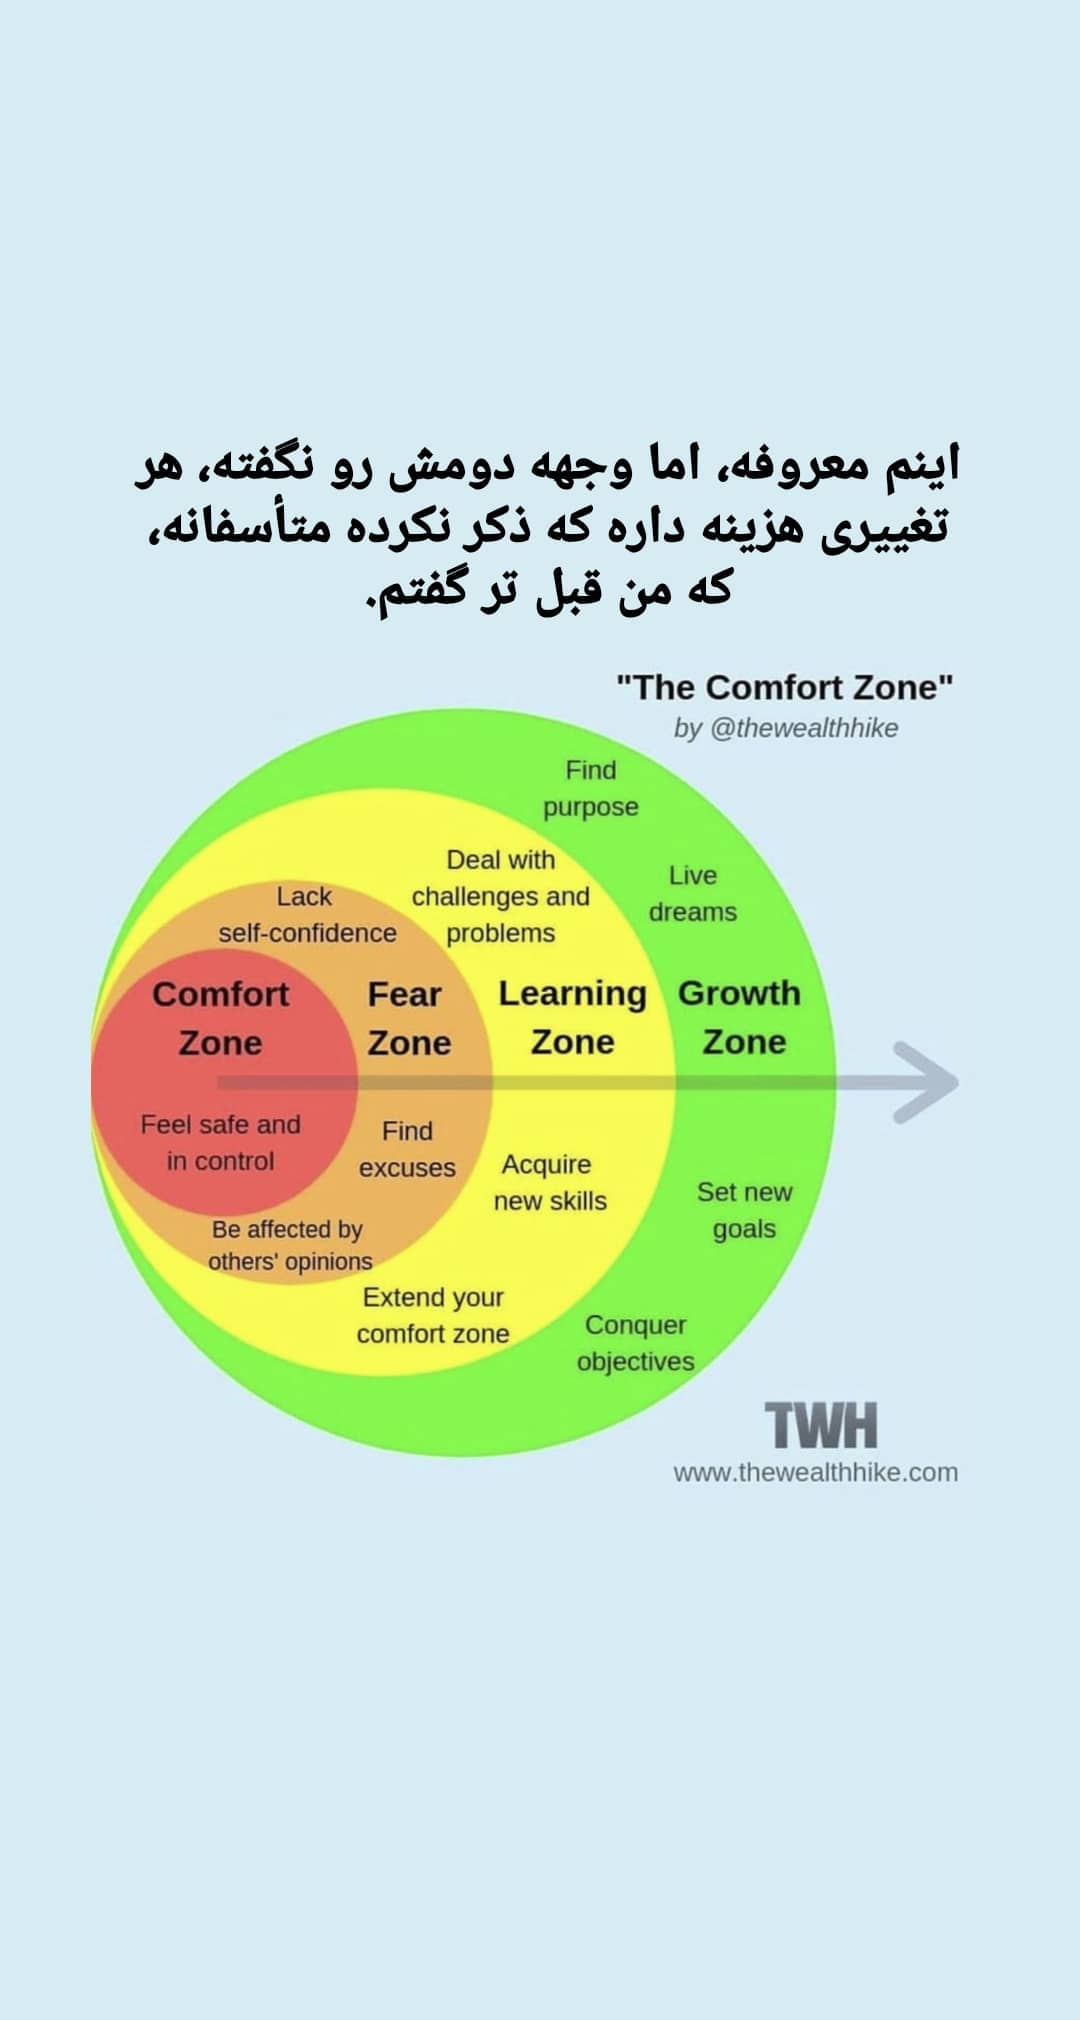 اینم معروفه، اما وجهه دومش رو نگفته، هر
تغییری هزینه داره که ذکر نکرده متأسفانه،
که من قبل تر گفتم.
"The Comfort Zone"
by @thewealthhike
Find
purpose
Deal with
challenges and
problems
Live
dreams
Lack
self-confidence
Comfort
Zone
Fear
Zone
Learning
Zone
Growth
Zone
Feel safe and
in control
Find
excuses
Acquire
new skills
Set new
goals
Be affected by
others' opinions
Extend your
comfort zone
Conquer
objectives
TWH
www.thewealthhike.com